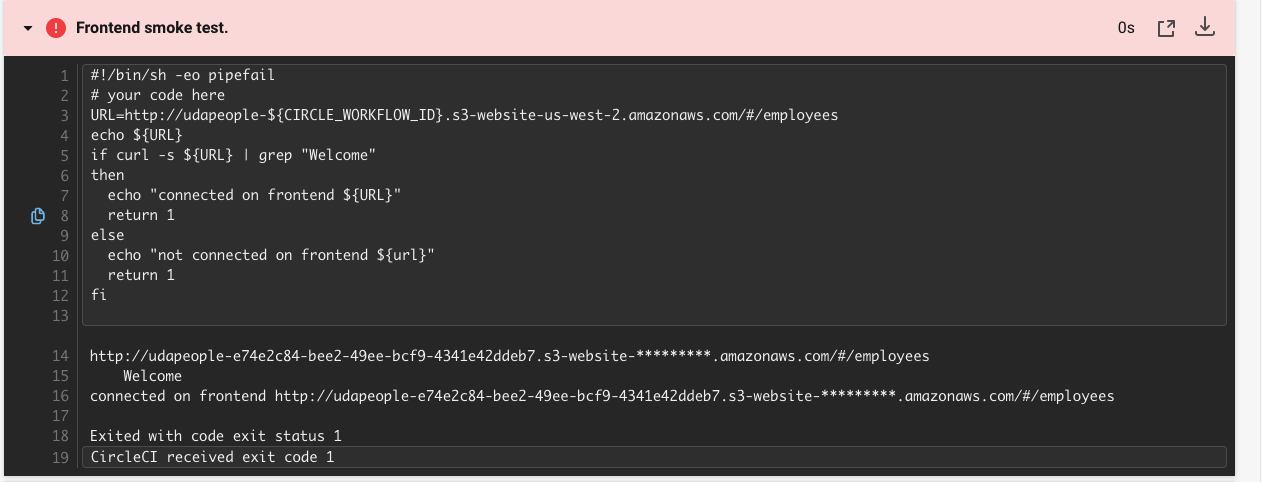 Frontend smoke test.
0s
1 #!/bin/sh -eo pipefail
2 # your code here
3 URL=http://udapeople-${CIRCLE_WORKFLOW_ID}.s3-website-us-west-2.amazonaws.com/#/employees
4 echo ${URL}
5 if curl -s ${URL} | grep "Welcome"
6 then
7   echo "connected on frontend ${URL}"
8   return 1
9 else
10   echo "not connected on frontend ${url}"
11   return 1
12 fi
13
14 http://udapeople-e74e2c84-bee2-49ee-bcf9-4341e42ddeb7.s3-website-*********.amazonaws.com/#/employees
15     Welcome
16 connected on frontend http://udapeople-e74e2c84-bee2-49ee-bcf9-4341e42ddeb7.s3-website-*********.amazonaws.com/#/employees
17
18 Exited with code exit status 1
19 CircleCI received exit code 1